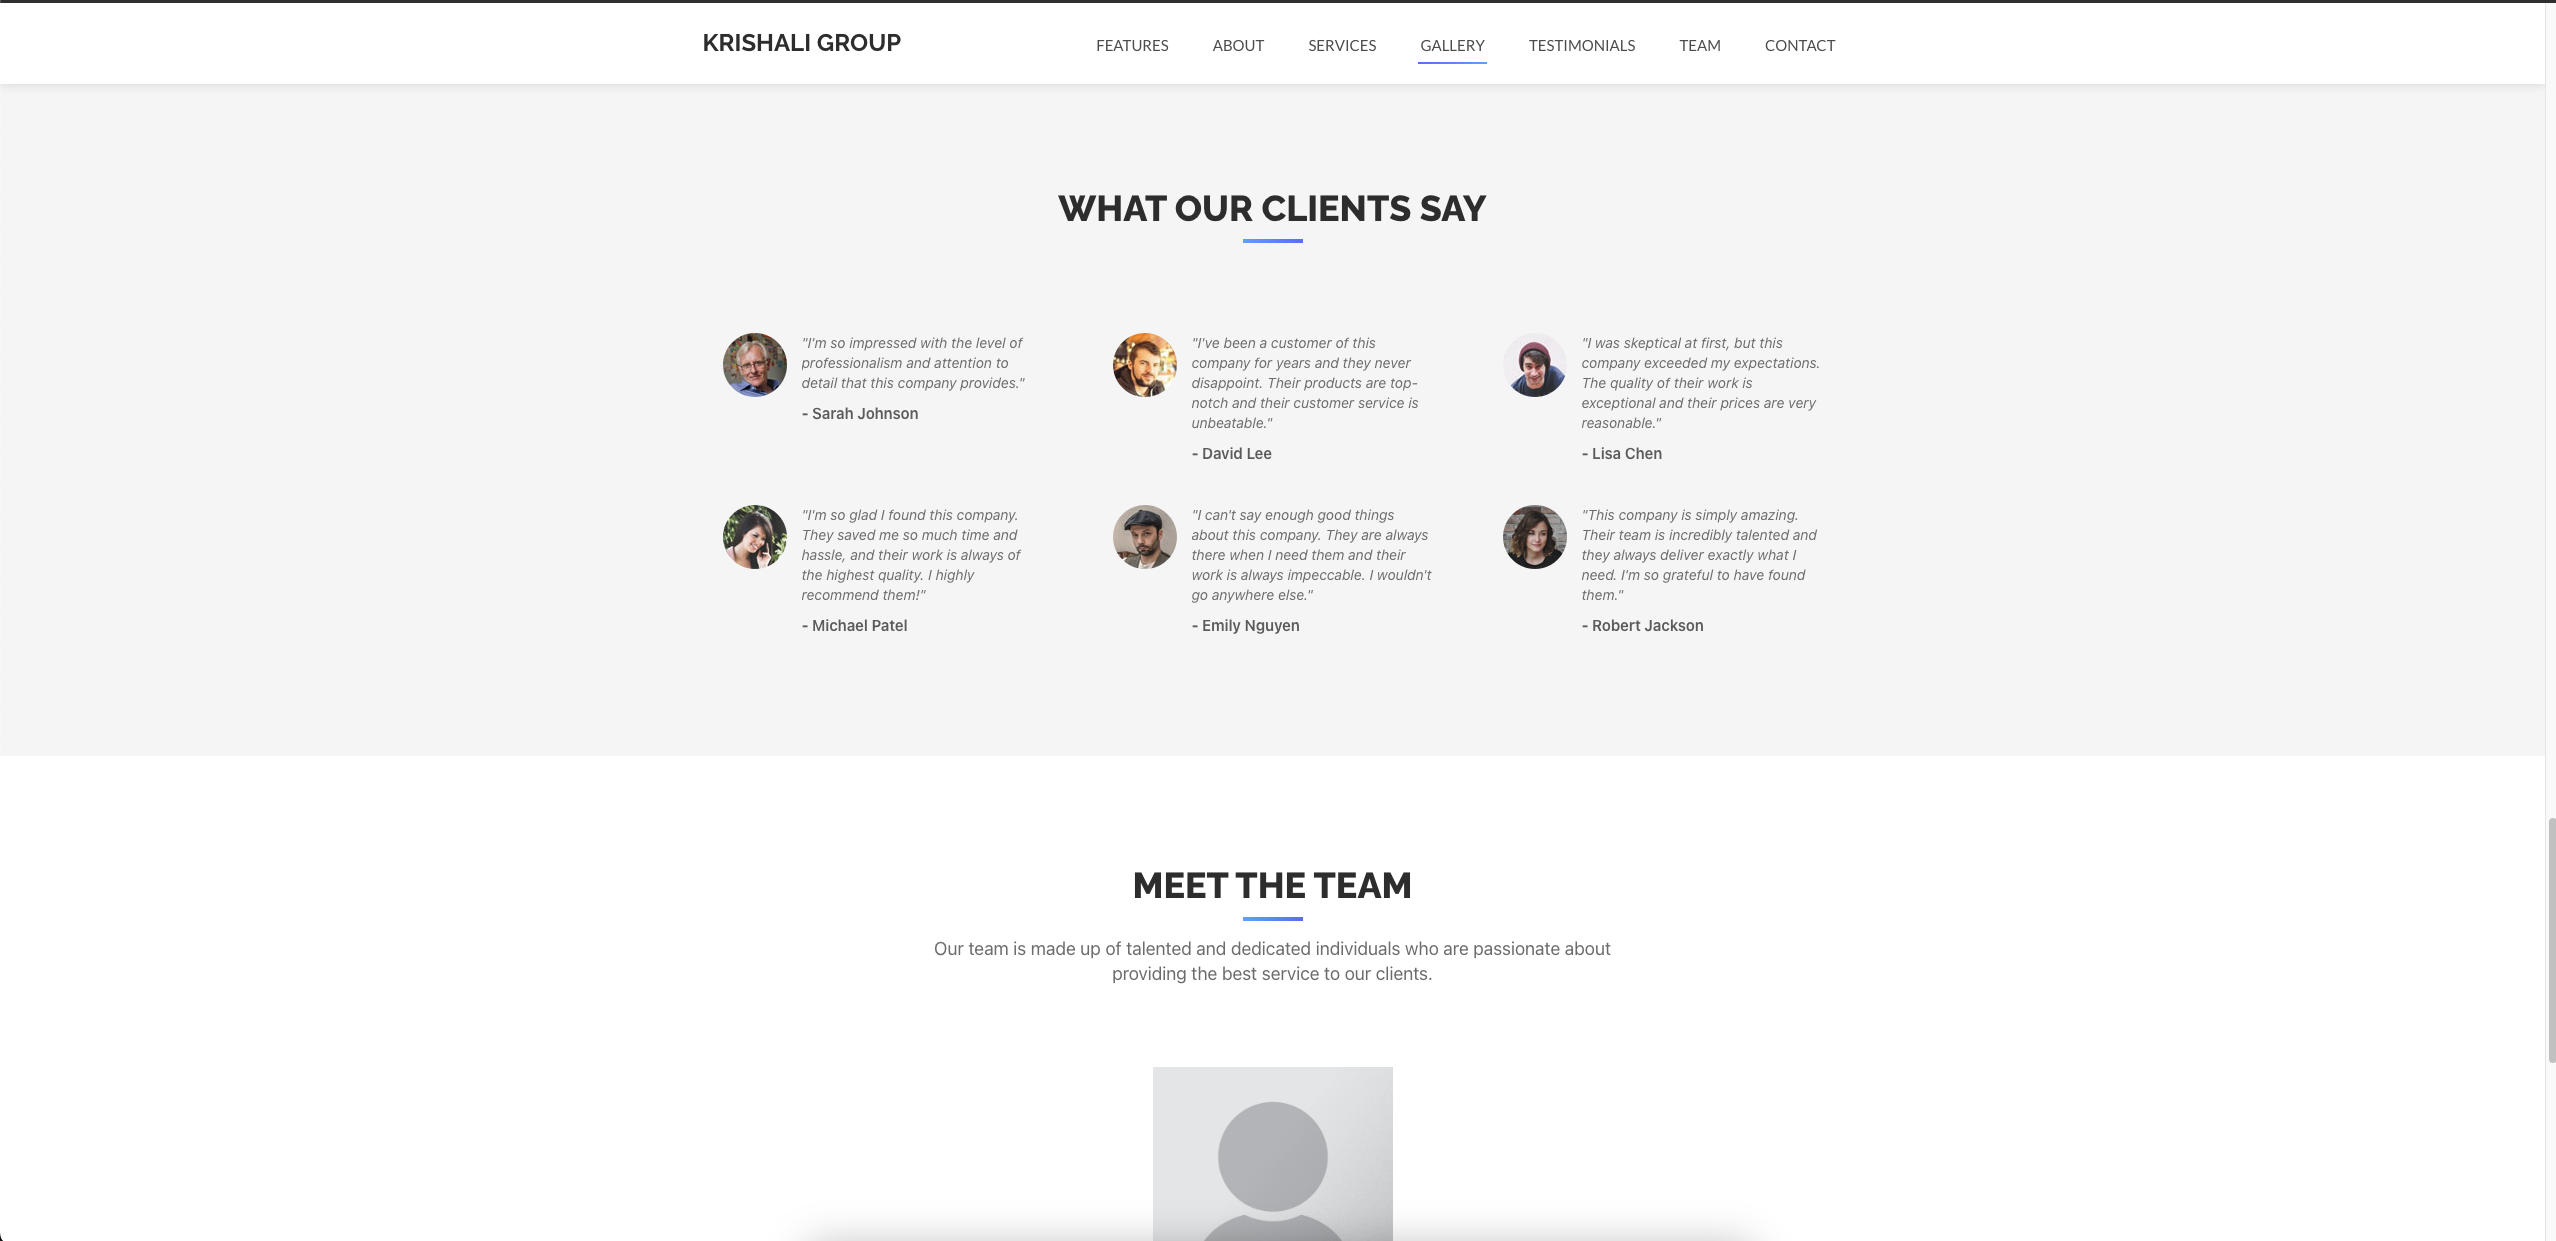 KRISHALI GROUP
FEATURES ABOUT SERVICES GALLERY TESTIMONIALS TEAM CONTACT
WHAT OUR CLIENTS SAY
"I'm so impressed with the level of
professionalism and attention to
detail that this company provides."
- Sarah Johnson
"I've been a customer of this
company for years and they never
disappoint. Their products are top-
notch and their customer service is
unbeatable."
- David Lee
"I was skeptical at first, but this
company exceeded my expectations.
The quality of their work is
exceptional and their prices are very
reasonable."
- Lisa Chen
"I'm so glad I found this company.
They saved me so much time and
hassle, and their work is always of
the highest quality. I highly
recommend them!"
- Michael Patel
"I can't say enough good things
about this company. They are always
there when I need them and their
work is always impeccable. I wouldn't
go anywhere else."
- Emily Nguyen
"This company is simply amazing.
Their team is incredibly talented and
they always deliver exactly what I
need. I'm so grateful to have found
them."
- Robert Jackson
MEET THE TEAM
Our team is made up of talented and dedicated individuals who are passionate about
providing the best service to our clients.